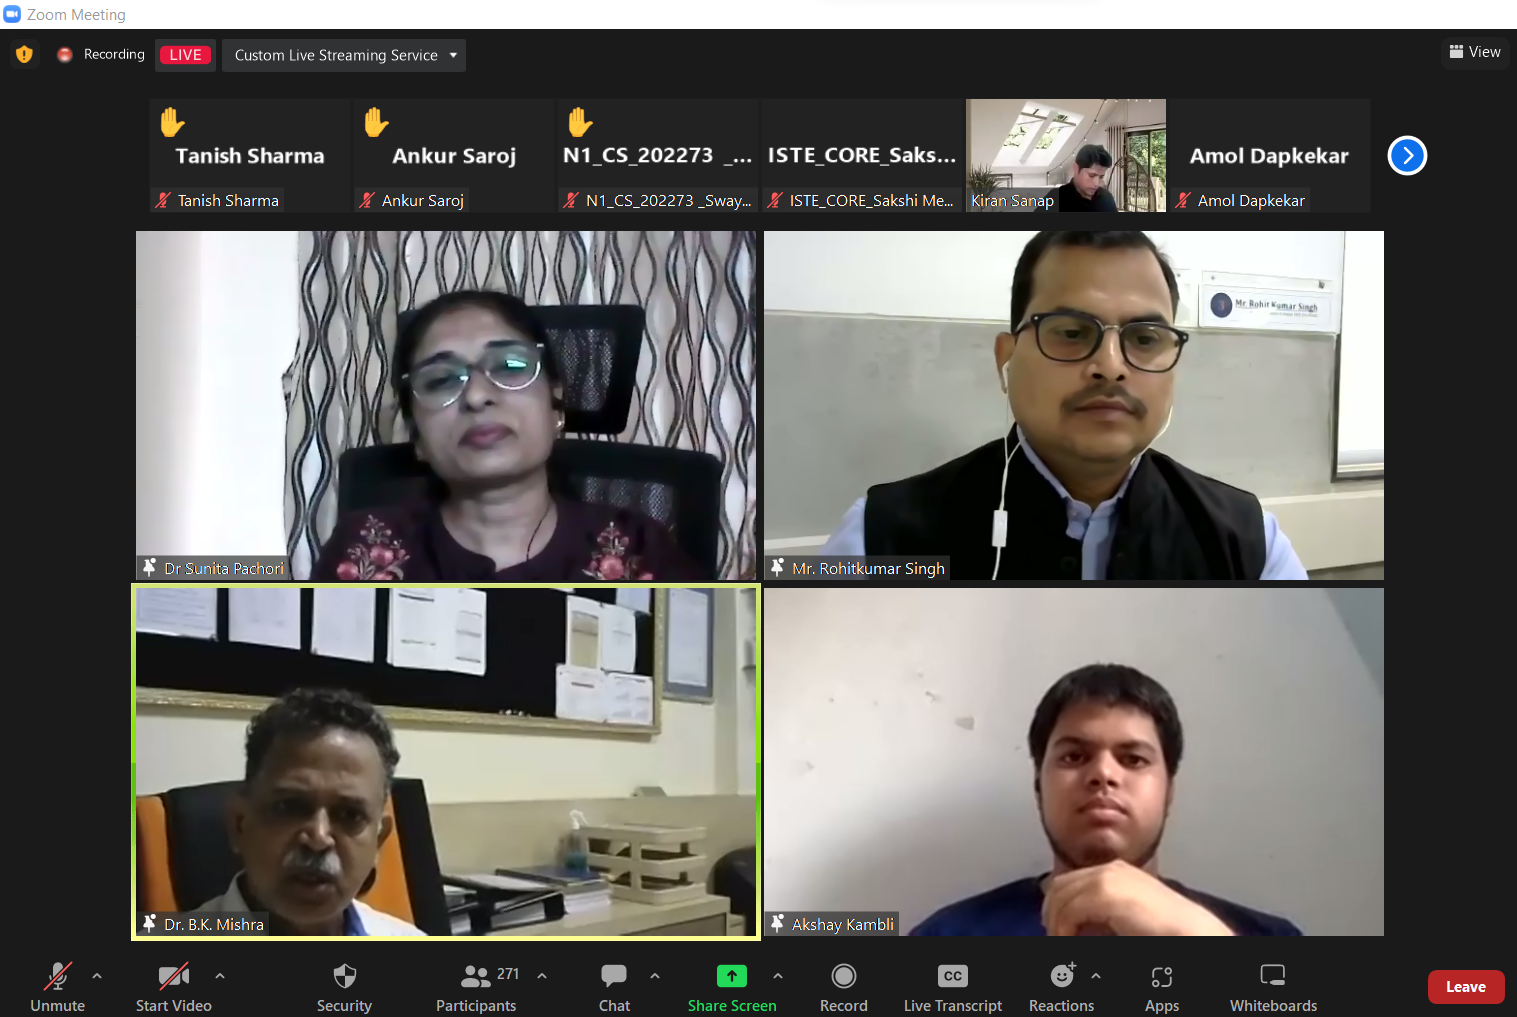 Zoom Meeting
Recording
LIVE
Custom Live Streaming Service
View
Tanish Sharma
Ankur Saroj
N1_CS_202273 _...
ISTE_CORE_Saks...
Amol Dapkekar
Tanish Sharma
Ankur Saroj
N1_CS_202273 _Sway...
ISTE_CORE_Sakshi Me...
Kiran Sanap
Amol Dapkekar
Mr. Rohit Kumar Singh
Dr Sunita Pachori
Mr. Rohitkumar Singh
Dr. B.K. Mishra
Akshay Kambli
271
CC
Unmute
Start Video
Security
Participants
Chat
Share Screen
Record
Live Transcript
Reactions
Apps
Whiteboards
Leave